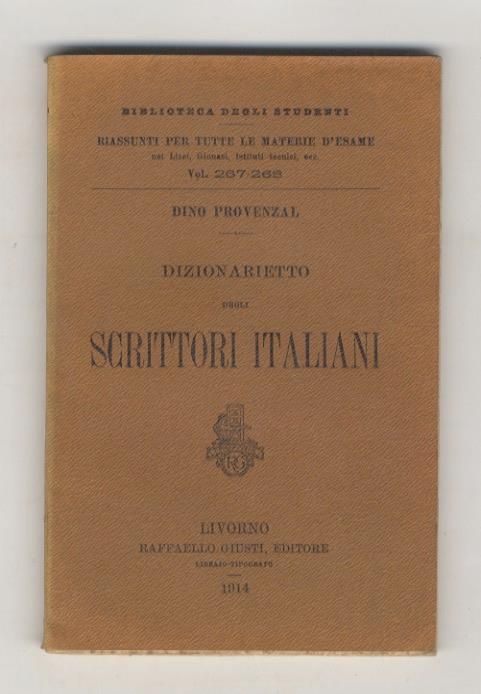 BIBLIOTECA DEGLI STUDENTI
RIASSUNTI PER TUTTE LE MATERIE D'ESAME
nei Licei, Ginnasi, Istituti tecnici, ecc.
Vol. 267-268
DINO PROVENZAL
DIZIONARIETTO
DEGLI
SCRITTORI ITALIANI
RG
LIVORNO
RAFFAELLO GIUSTI, EDITORE
LIBRAIO-TIPOGRAFO
1914